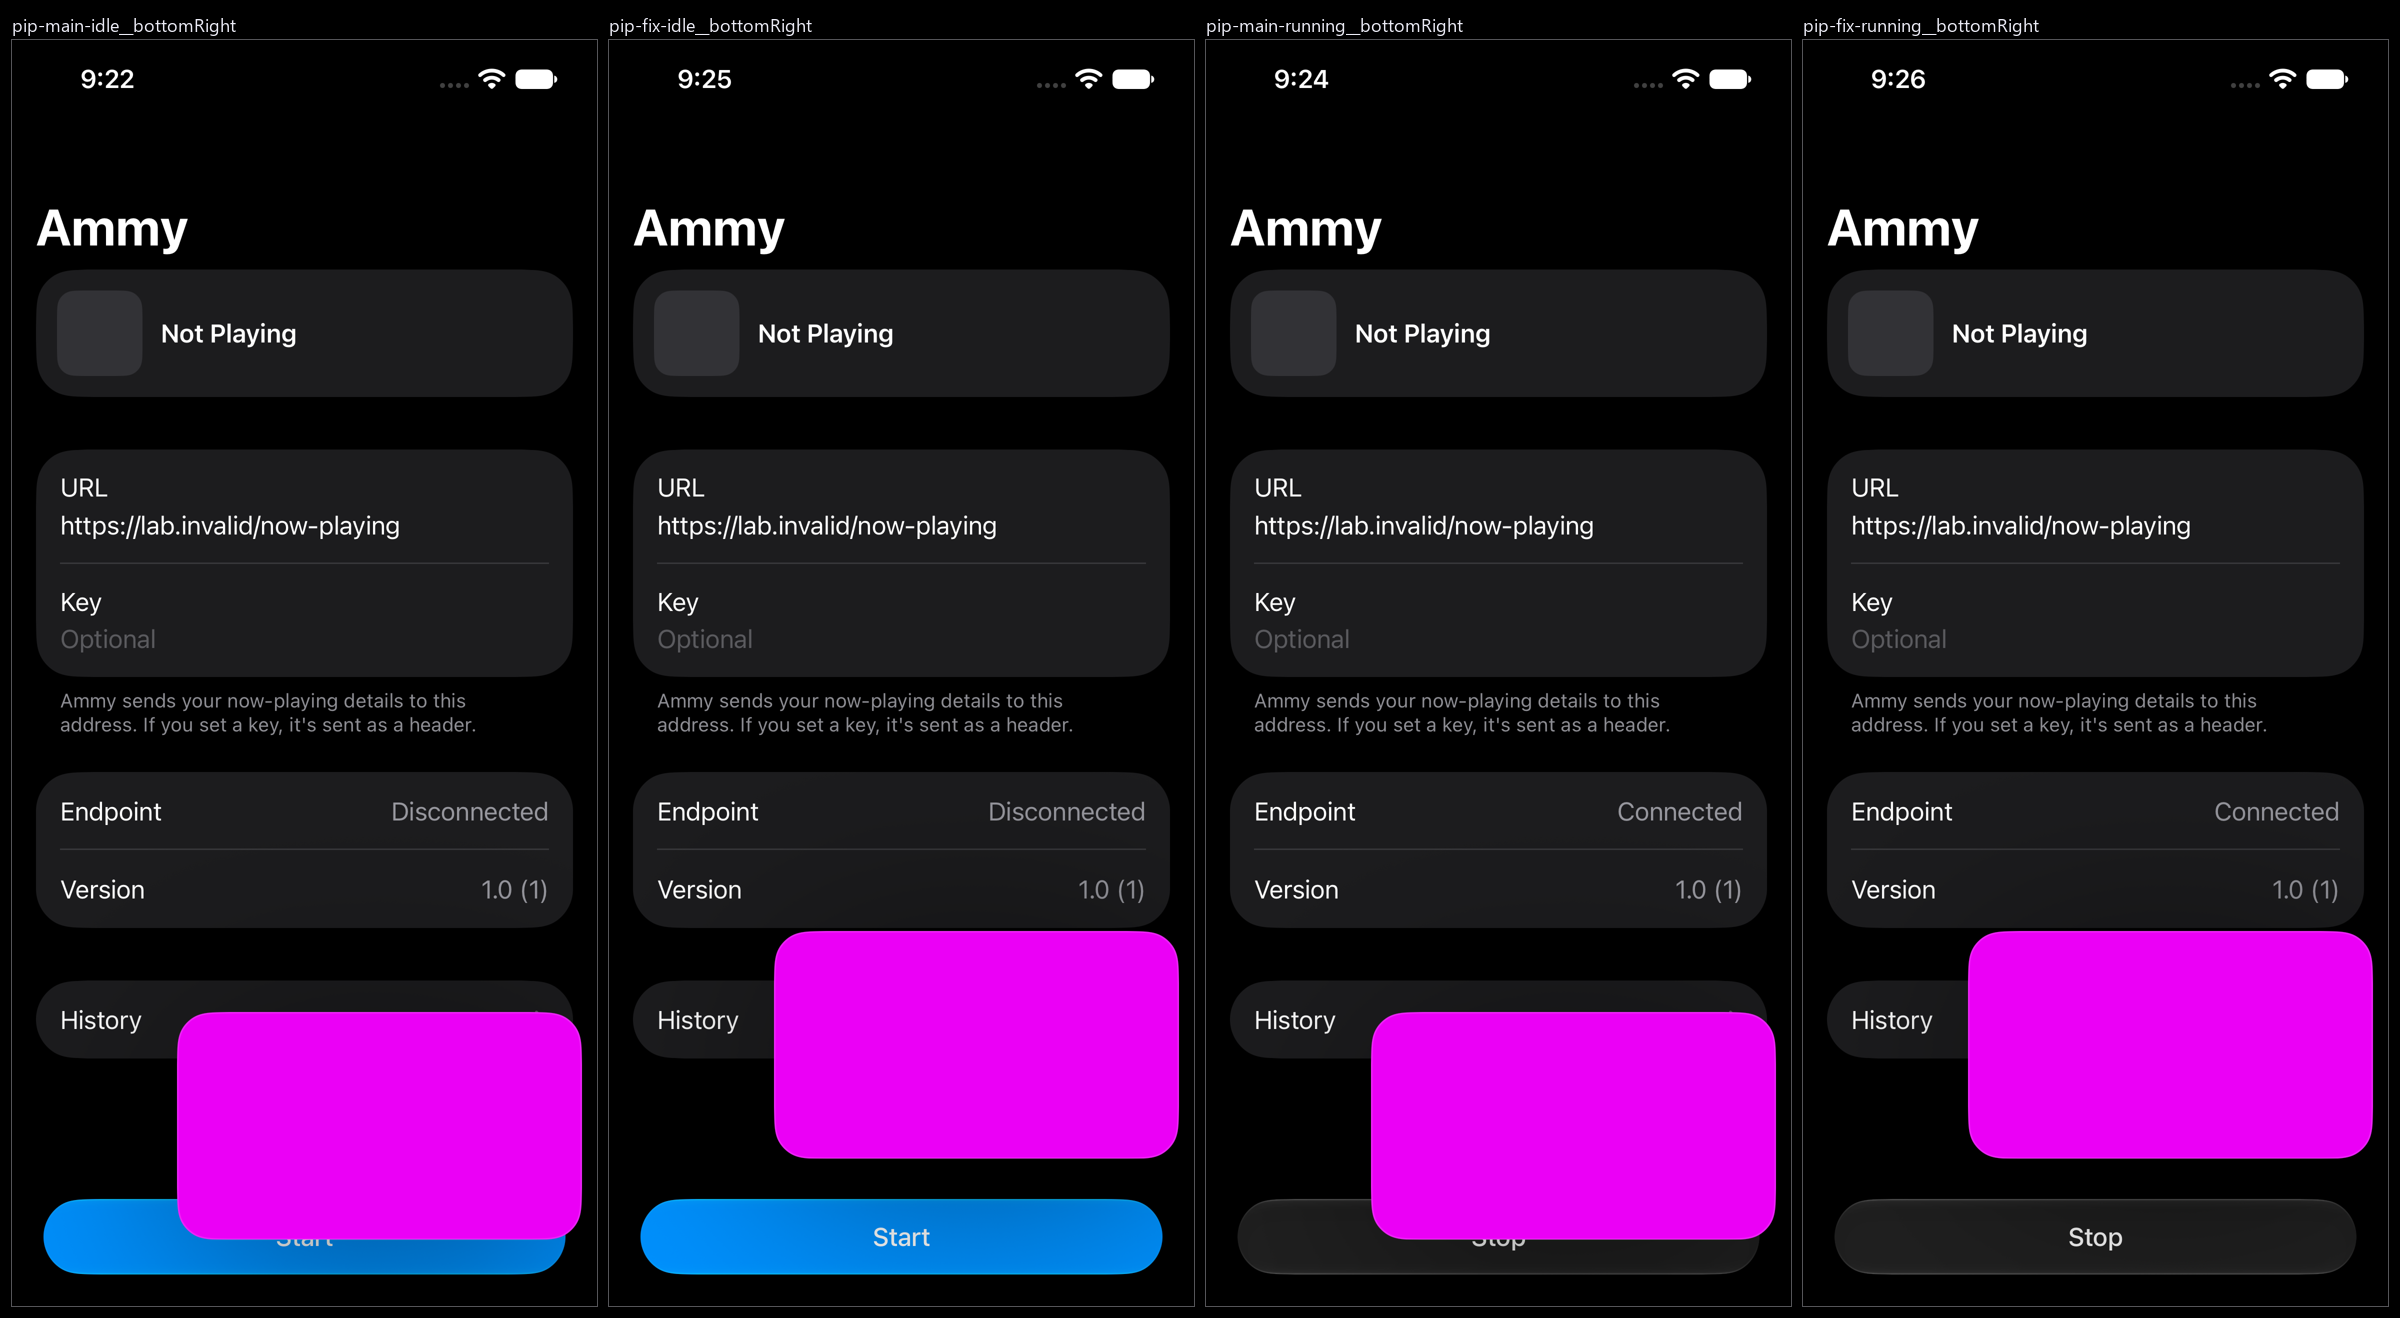 pip-main-idle__bottomRight
9:22
Ammy
Not Playing
URL
https://lab.invalid/now-playing
Key
Optional
Ammy sends your now-playing details to this
address. If you set a key, it's sent as a header.
Endpoint Disconnected
Version 1.0 (1)
History
Start
pip-fix-idle__bottomRight
9:25
Ammy
Not Playing
URL
https://lab.invalid/now-playing
Key
Optional
Ammy sends your now-playing details to this
address. If you set a key, it's sent as a header.
Endpoint Disconnected
Version 1.0 (1)
History
Start
pip-main-running__bottomRight
9:24
Ammy
Not Playing
URL
https://lab.invalid/now-playing
Key
Optional
Ammy sends your now-playing details to this
address. If you set a key, it's sent as a header.
Endpoint Connected
Version 1.0 (1)
History
Stop
pip-fix-running__bottomRight
9:26
Ammy
Not Playing
URL
https://lab.invalid/now-playing
Key
Optional
Ammy sends your now-playing details to this
address. If you set a key, it's sent as a header.
Endpoint Connected
Version 1.0 (1)
History
Stop